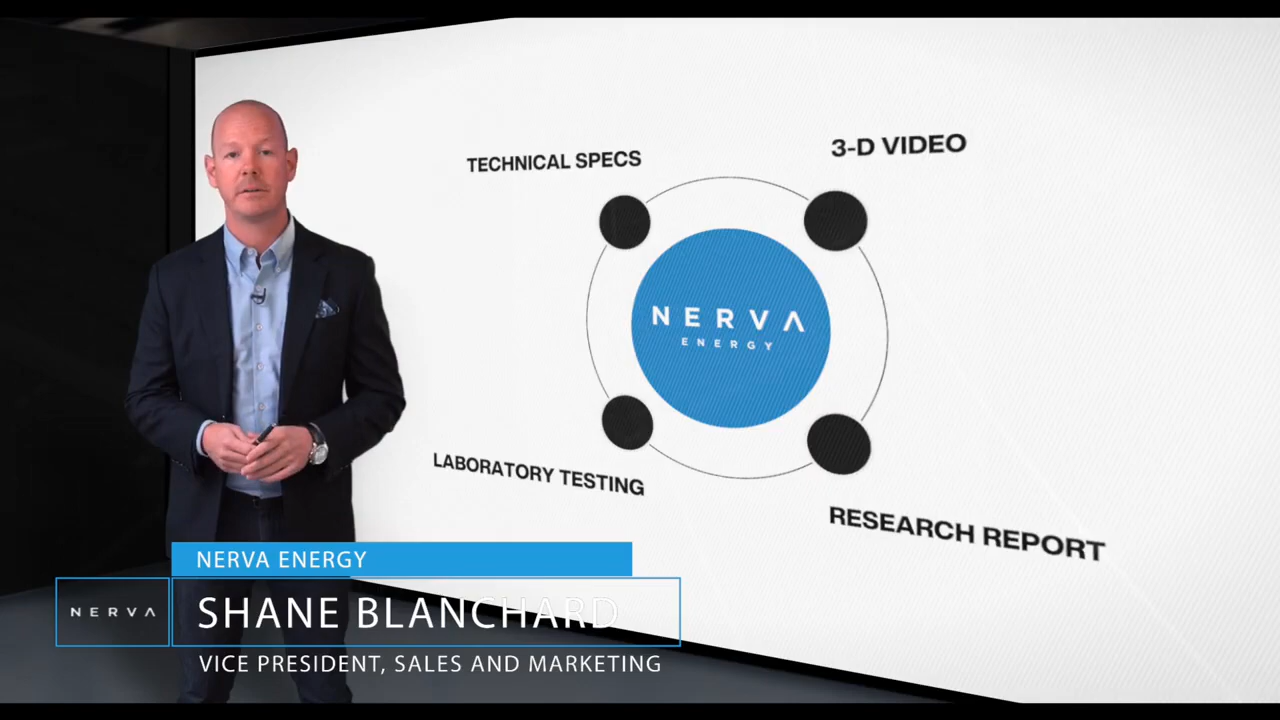 TECHNICAL SPECS
3-D VIDEO
NERVA
ENERGY
LABORATORY TESTING
RESEARCH REPORT
NERVA ENERGY
NERVA
SHANE BLANCHARD
VICE PRESIDENT, SALES AND MARKETING